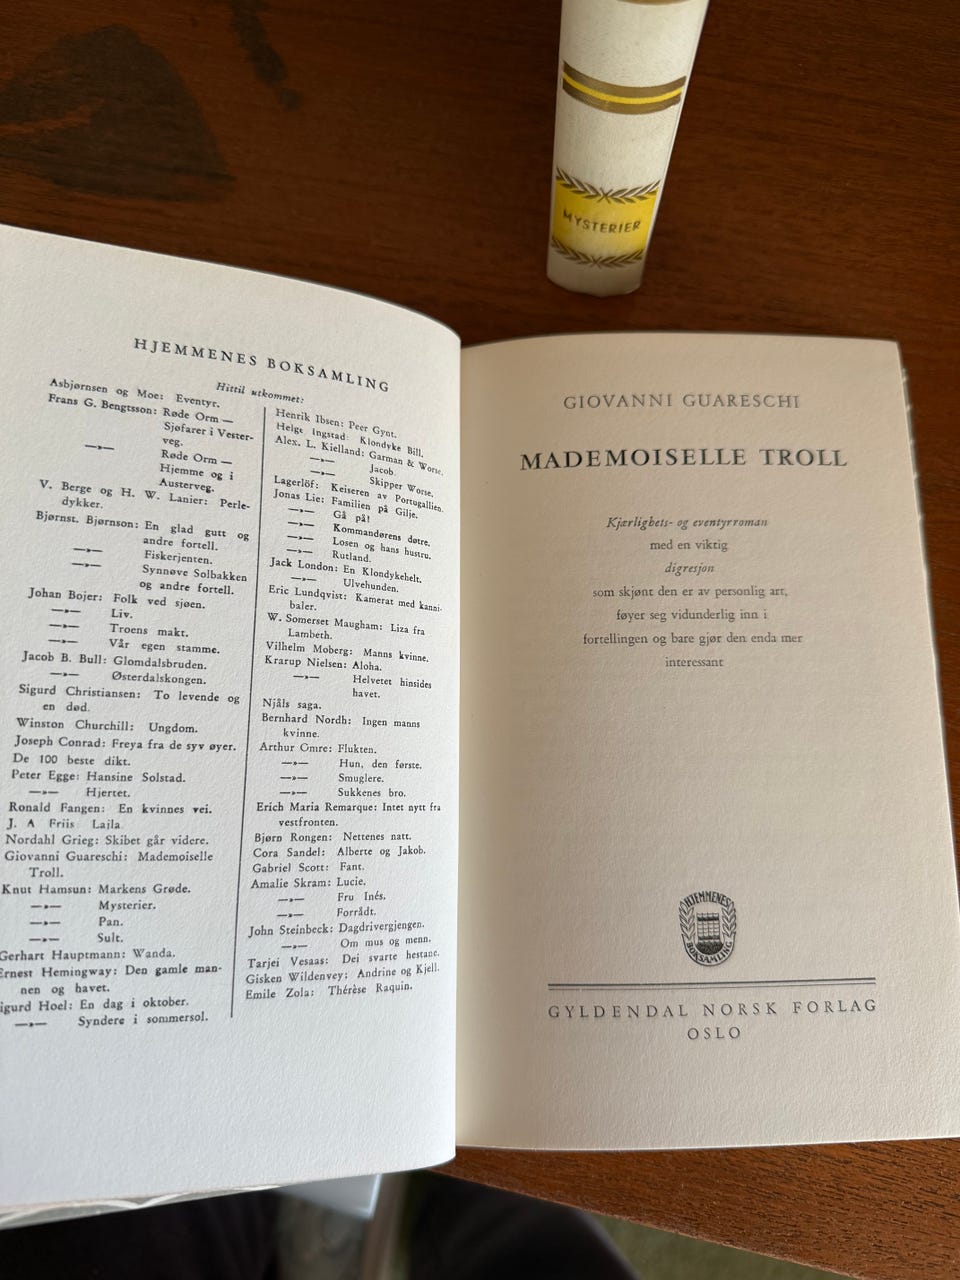 MYSTERIER
HJEMMENES BOKSAMLING
Hittil utkommet:
Asbjørnsen og Moe: Eventyr.
Frans G. Bengtsson: Røde Orm —
Sjøfarer i Vester-
veg.
—»— Røde Orm —
Hjemme og i
Austerveg.
V. Berge og H. W. Lanier: Perle-
dykker.
Bjørnst. Bjørnson: En glad gutt og
andre fortell.
—»— Fiskerjenten.
—»— Synnøve Solbakken
og andre fortell.
Johan Bojer: Folk ved sjøen.
—»— Liv.
—»— Troens makt.
—»— Vår egen stamme.
Jacob B. Bull: Glomdalsbruden.
—»— Østerdalskongen.
Sigurd Christiansen: To levende og
en død.
Winston Churchill: Ungdom.
Joseph Conrad: Freya fra de syv øyer.
De 100 beste dikt.
Peter Egge: Hansine Solstad.
—»— Hjertet.
Ronald Fangen: En kvinnes vei.
J. A Friis: Lajla.
Nordahl Grieg: Skibet går videre.
Giovanni Guareschi: Mademoiselle
Troll.
Knut Hamsun: Markens Grøde.
—»— Mysterier.
—»— Pan.
—»— Sult.
Gerhart Hauptmann: Wanda.
Ernest Hemingway: Den gamle man-
nen og havet.
igurd Hoel: En dag i oktober.
—»— Syndere i sommersol.
Henrik Ibsen: Peer Gynt.
Helge Ingstad: Klondyke Bill.
Alex. L. Kielland: Garman & Worse.
—»— Jacob.
—»— Skipper Worse.
Lagerlöf: Keiseren av Portugallien.
Jonas Lie: Familien på Gilje.
—»— Gå på!
—»— Kommandørens døtre.
—»— Losen og hans hustru.
—»— Rutland.
Jack London: En Klondykehelt.
—»— Ulvehunden.
Eric Lundqvist: Kamerat med kanni-
baler.
W. Somerset Maugham: Liza fra
Lambeth.
Vilhelm Moberg: Manns kvinne.
Krarup Nielsen: Aloha.
—»— Helvetet hinsides
havet.
Njåls saga.
Bernhard Nordh: Ingen manns
kvinne.
Arthur Omre: Flukten.
—»— Hun, den første.
—»— Smuglere.
—»— Sukkenes bro.
Erich Maria Remarque: Intet nytt fra
vestfronten.
Bjørn Rongen: Nettenes natt.
Cora Sandel: Alberte og Jakob.
Gabriel Scott: Fant.
Amalie Skram: Lucie.
—»— Fru Inés.
—»— Forrådt.
John Steinbeck: Dagdrivergjengen.
—»— Om mus og menn.
Tarjei Vesaas: Dei svarte hestane.
Gisken Wildenvey: Andrine og Kjell.
Emile Zola: Thérèse Raquin.
GIOVANNI GUARESCHI
MADEMOISELLE TROLL
Kjærlighets- og eventyrroman
med en viktig
digresjon
som skjønt den er av personlig art,
føyer seg vidunderlig inn i
fortellingen og bare gjør den enda mer
interessant
HJEMMENES
BOKSAMLING
GYLDENDAL NORSK FORLAG
OSLO